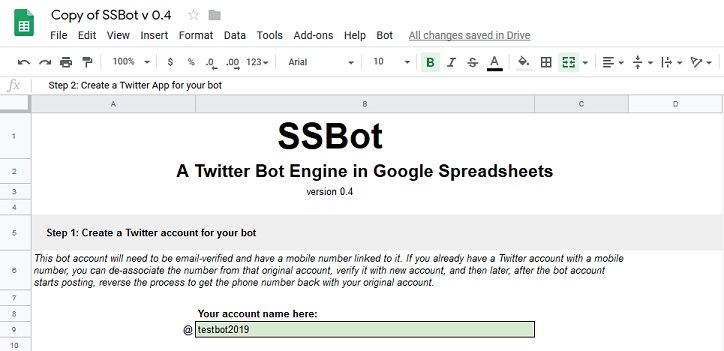 Copy of SSBot v 0.4
File Edit View Insert Format Data Tools Add-ons Help Bot All changes saved in Drive
100% $ % .0 .00 123 Arial 10 B I S A
fx Step 2: Create a Twitter App for your bot
A B C D
1 SSBot
2 A Twitter Bot Engine in Google Spreadsheets
3 version 0.4
4
5 Step 1: Create a Twitter account for your bot
This bot account will need to be email-verified and have a mobile number linked to it. If you already have a Twitter account with a mobile
6 number, you can de-associate the number from that original account, verify it with new account, and then later, after the bot account
starts posting, reverse the process to get the phone number back with your original account.
7
8 Your account name here:
9 @ testbot2019
10